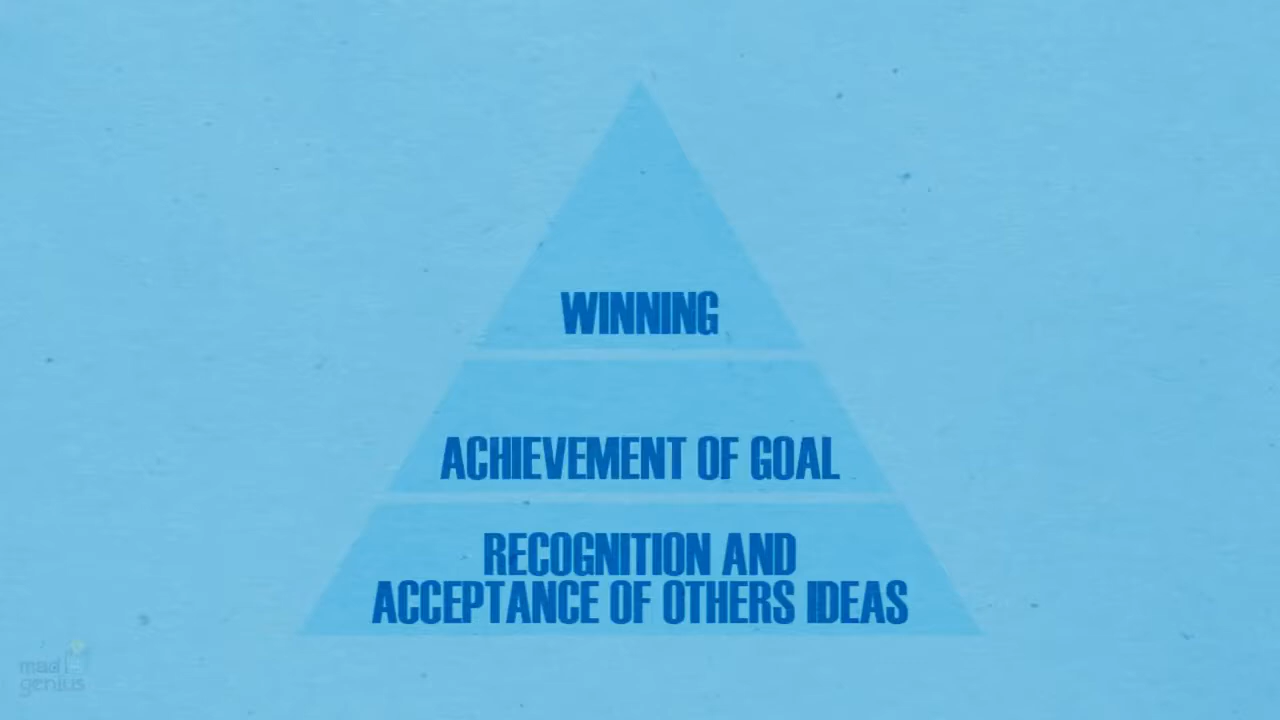 WINNING
ACHIEVEMENT OF GOAL
RECOGNITION AND
ACCEPTANCE OF OTHERS IDEAS
mad
genius